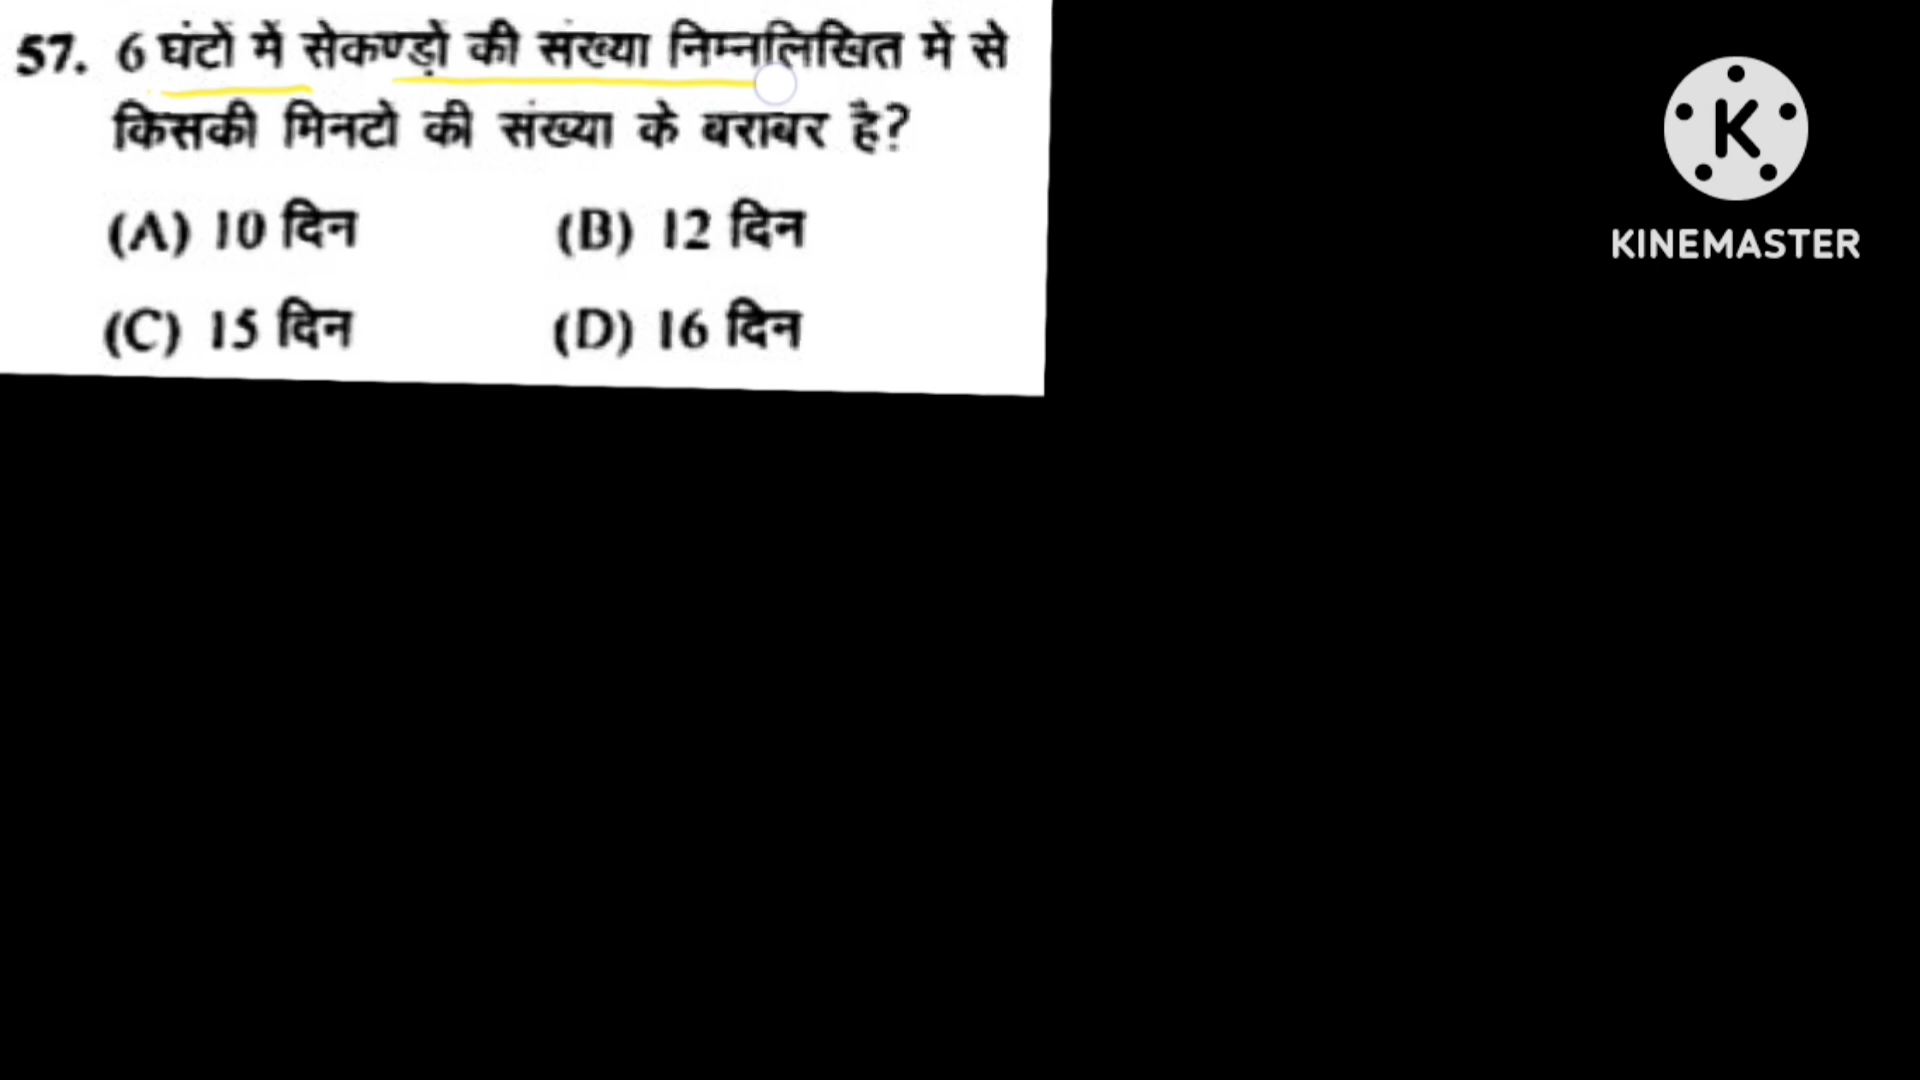 57. 6 घंटों में सेकण्ड़ों की संख्या निम्नलिखित में से
किसकी मिनटो की संख्या के बराबर है?
(A) 10 दिन (B) 12 दिन
(C) 15 दिन (D) 16 दिन
K
KINEMASTER